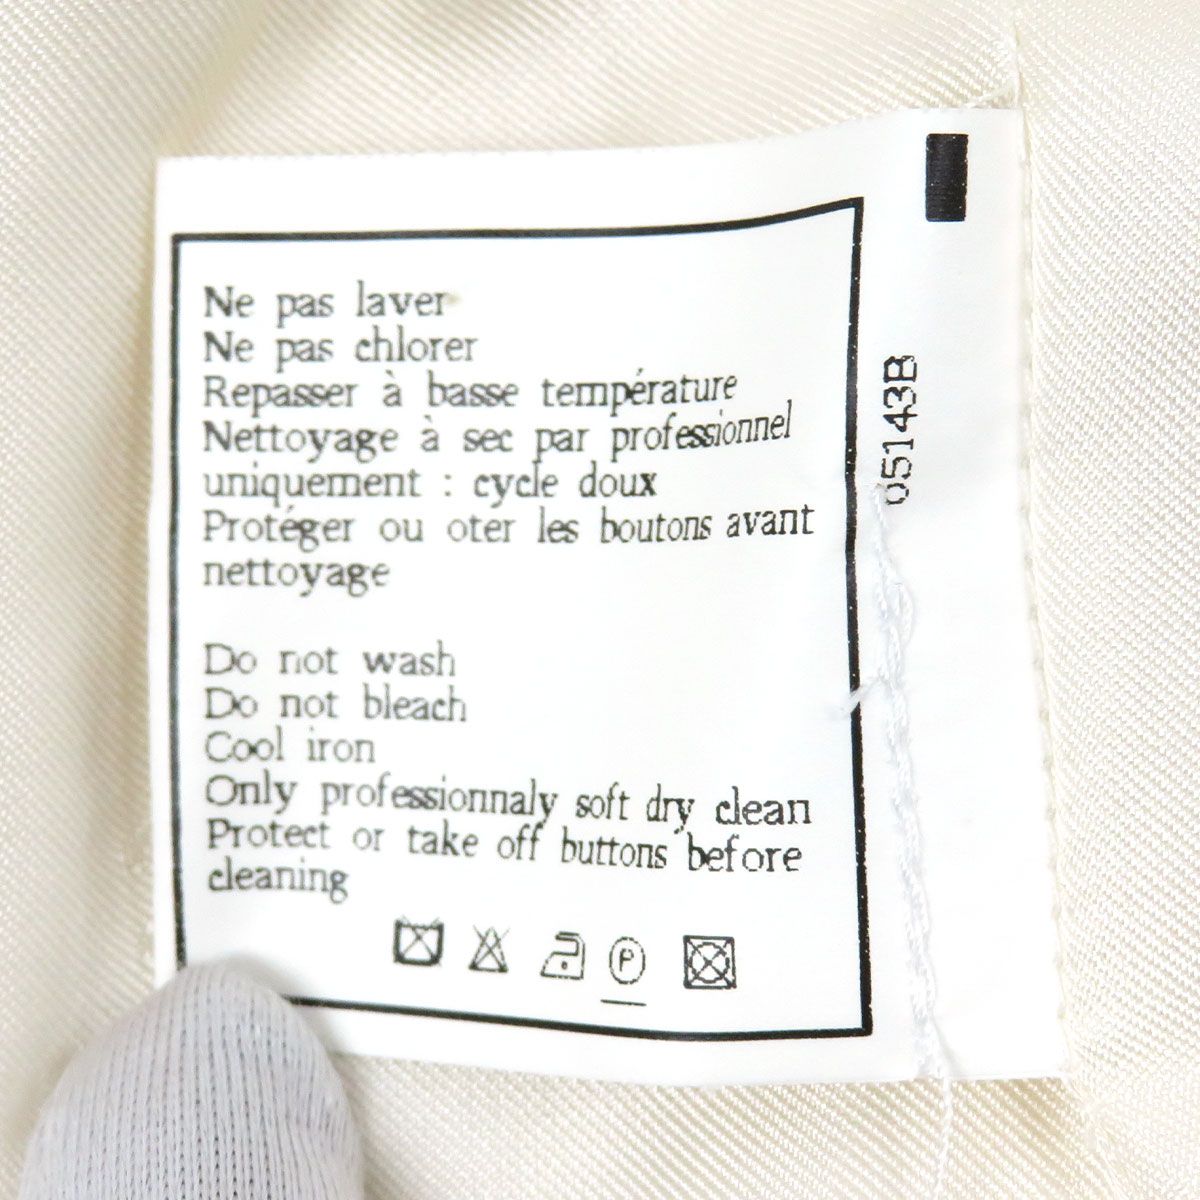 Ne pas laver
Ne pas chlorer
Repasser à basse température
Nettoyage à sec par professionnel
uniquement : cycle doux
Protéger ou oter les boutons avant
nettoyage
Do not wash
Do not bleach
Cool iron
Only professionnaly soft dry clean
Protect or take off buttons before
cleaning
P
05143B